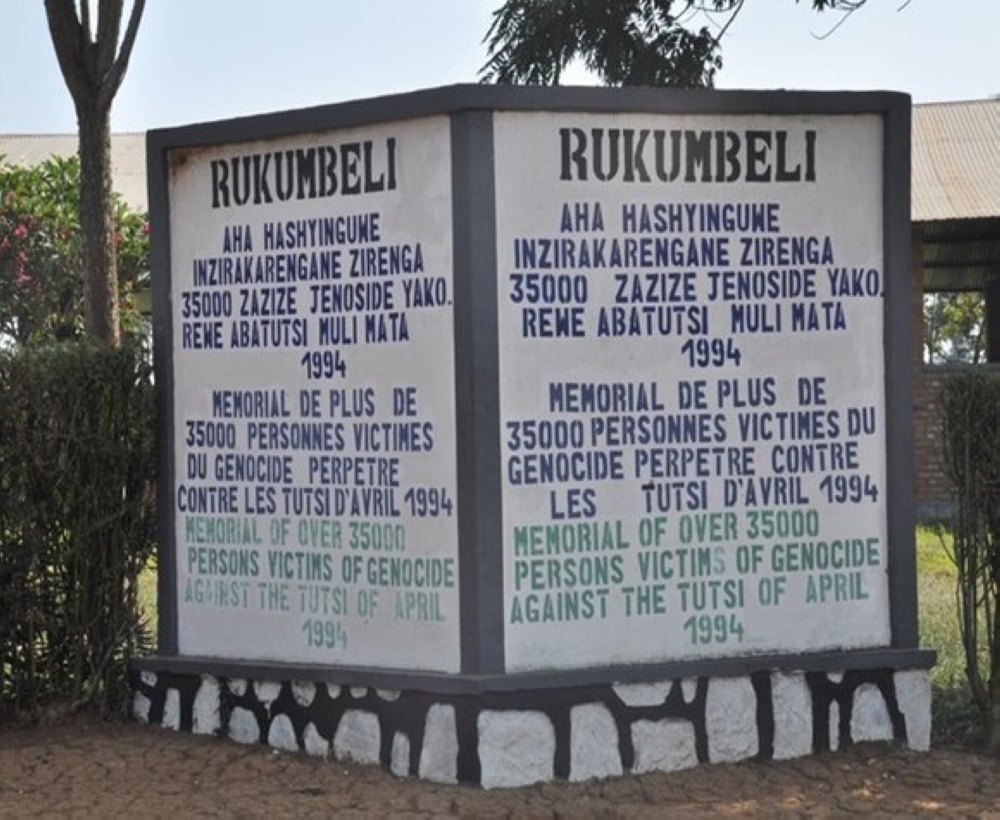 RUKUMBELI
AHA HASHYINGUWE
INZIRAKARENGANE ZIRENGA
35000 ZAZIZE JENOSIDE YAKO.
REWE ABATUTSI MULI MATA
1994
MEMORIAL DE PLUS DE
35000 PERSONNES VICTIMES
DU GENOCIDE PERPETRE
CONTRE LES TUTSI D'AVRIL 1994
MEMORIAL OF OVER 35000
PERSONS VICTIMS OF GENOCIDE
AGAINST THE TUTSI OF APRIL
1994
RUKUMBELI
AHA HASHYINGUWE
INZIRAKARENGANE ZIRENGA
35000 ZAZIZE JENOSIDE YAKO.
REWE ABATUTSI MULI MATA
1994
MEMORIAL DE PLUS DE
35000 PERSONNES VICTIMES DU
GENOCIDE PERPETRE CONTRE
LES TUTSI D'AVRIL 1994
MEMORIAL OF OVER 35000
PERSONS VICTIMS OF GENOCIDE
AGAINST THE TUTSI OF APRIL
1994